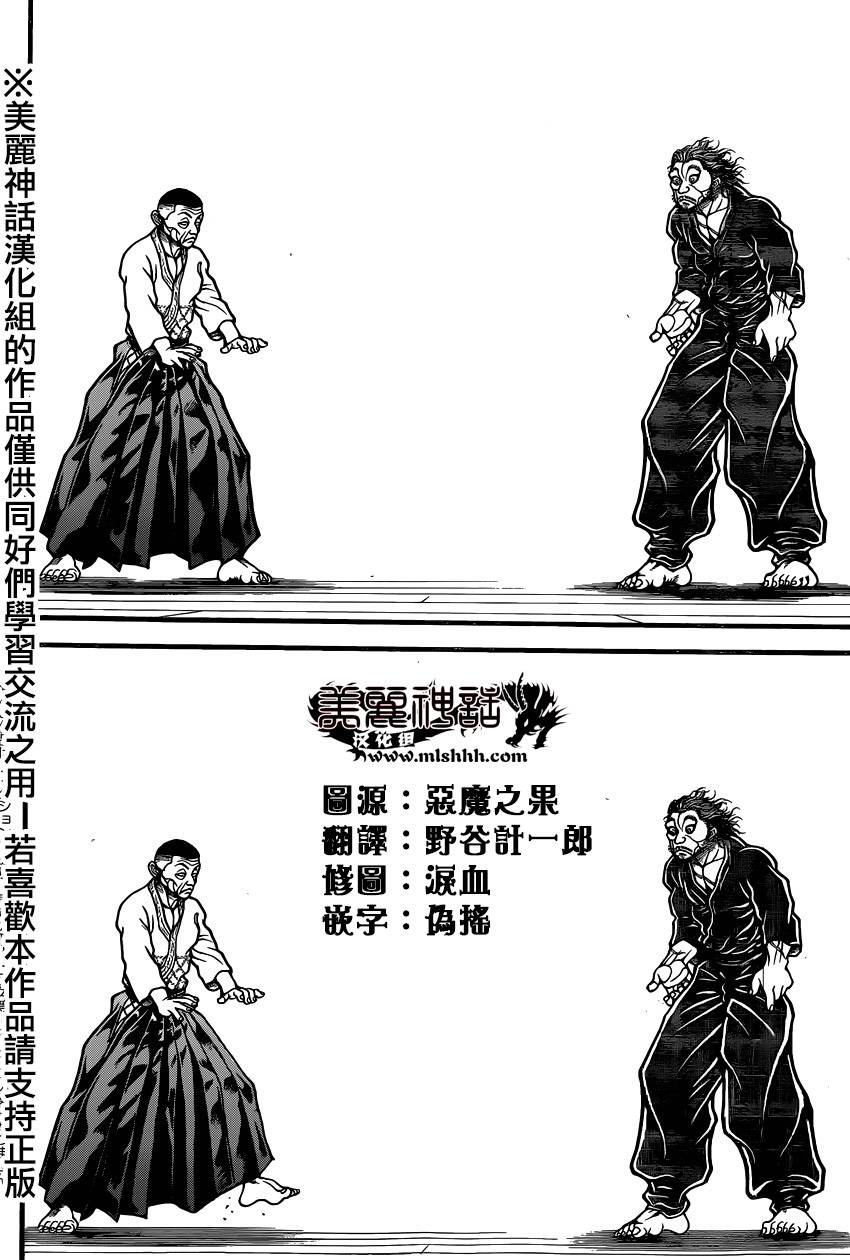 ※美麗神話漢化組的作品僅供同好們學習交流之用ー若喜歡本作品請支持正版
美麗神話
漢化組
www.mlshhh.com
圖源：惡魔之果
翻譯：野谷計一郎
修圖：淚血
嵌字：偽搖